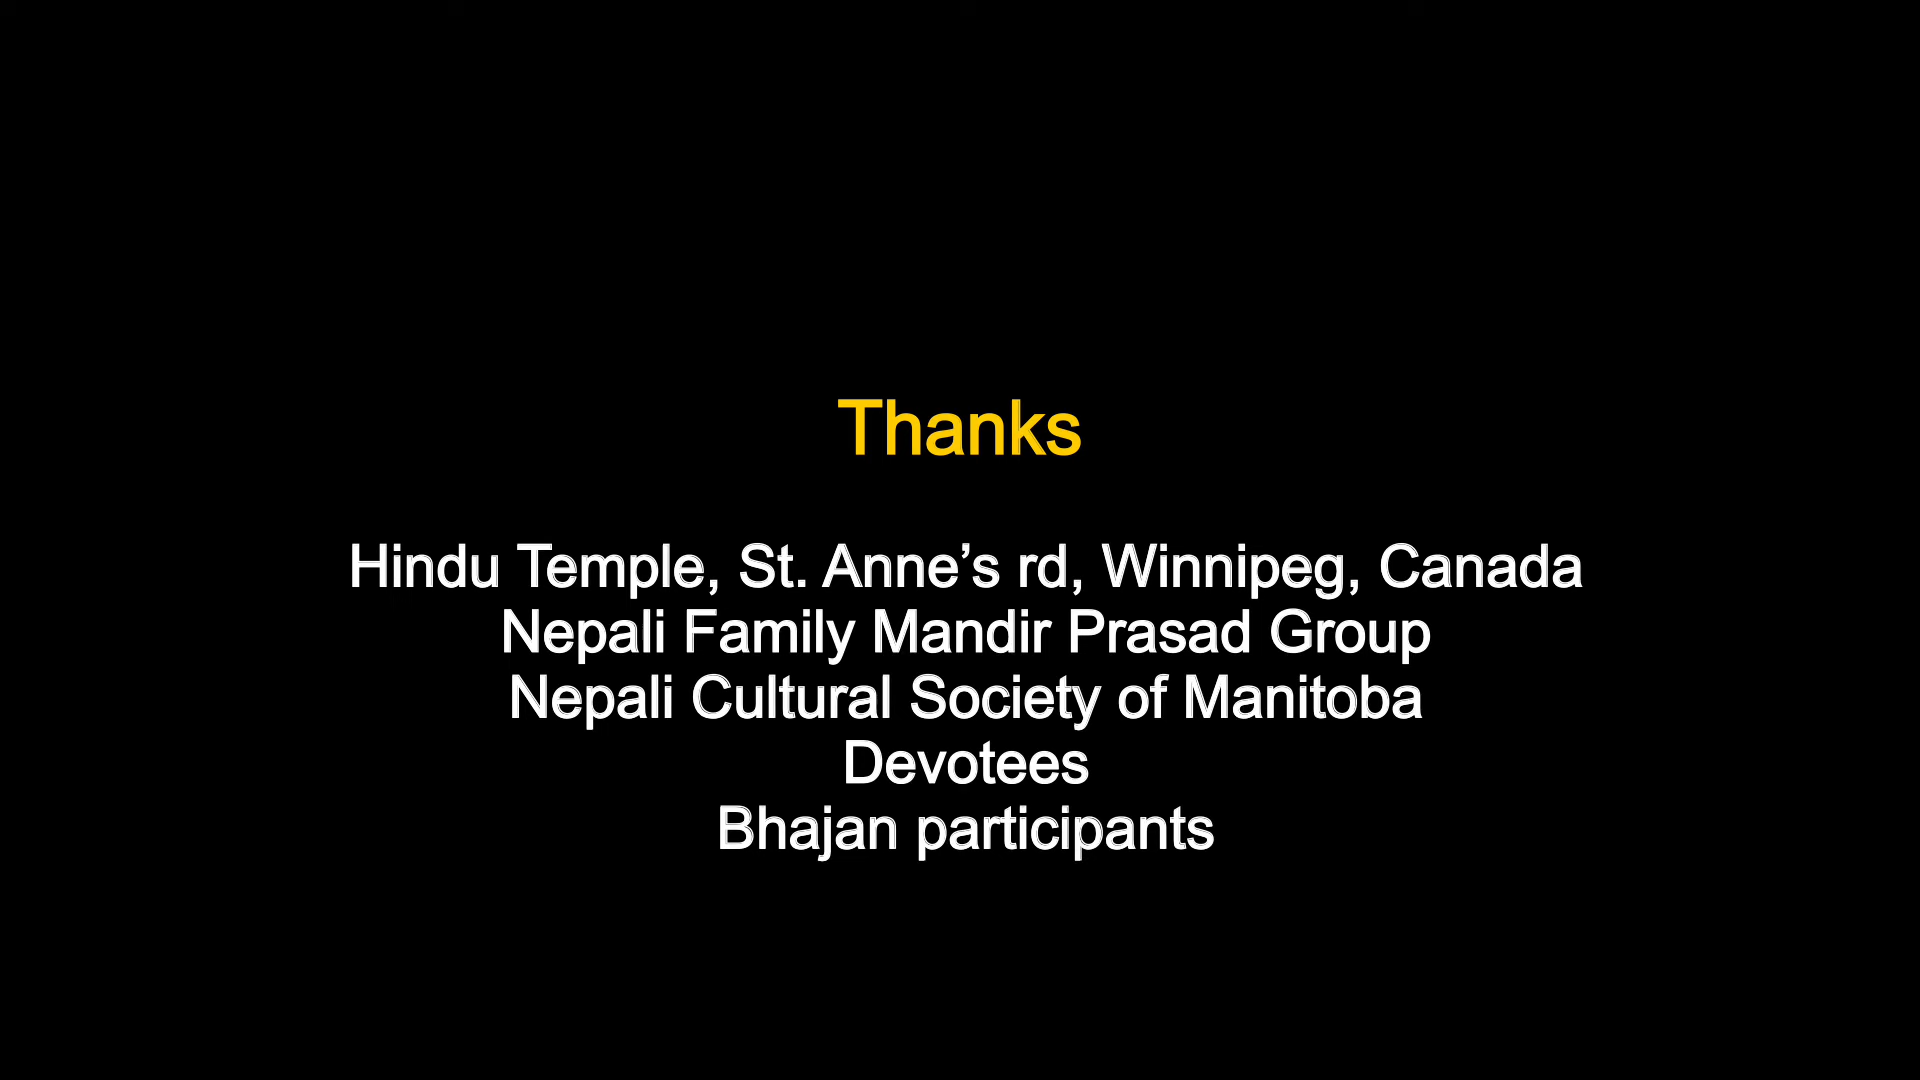 Thanks
Hindu Temple, St. Anne’s rd, Winnipeg, Canada
Nepali Family Mandir Prasad Group
Nepali Cultural Society of Manitoba
Devotees
Bhajan participants